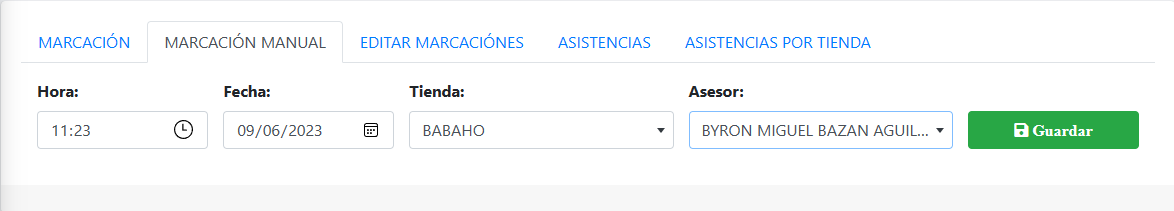 MARCACIÓN MARCACIÓN MANUAL EDITAR MARCACIÓNES ASISTENCIAS ASISTENCIAS POR TIENDA
Hora: Fecha: Tienda: Asesor:
11:23 09/06/2023 BABAHO BYRON MIGUEL BAZAN AGUIL... Guardar